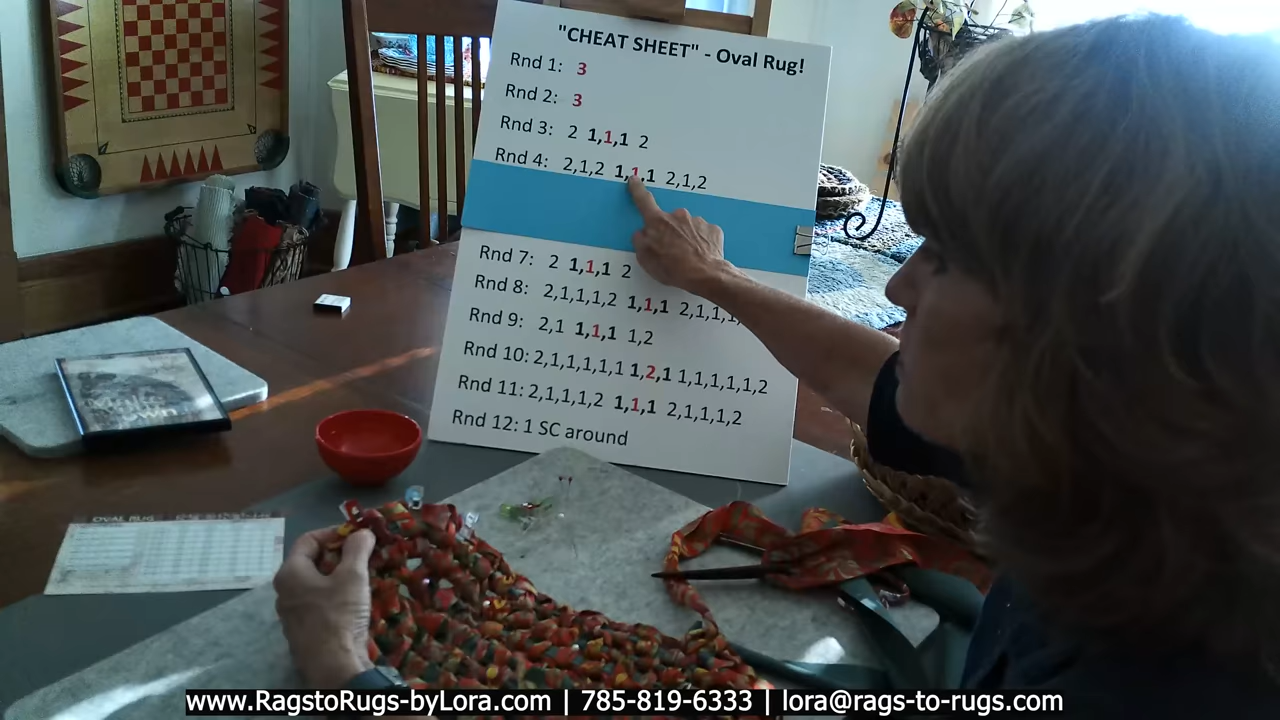 "CHEAT SHEET" - Oval Rug!
Rnd 1: 3
Rnd 2: 3
Rnd 3: 2 1,1,1 2
Rnd 4: 2,1,2 1,1,1 2,1,2
Rnd 7: 2 1,1,1 2
Rnd 8: 2,1,1,1,2 1,1,1 2,1,1,1,
Rnd 9: 2,1 1,1,1 1,2
Rnd 10: 2,1,1,1,1,1 1,2,1 1,1,1,1,1,2
Rnd 11: 2,1,1,1,2 1,1,1 2,1,1,1,2
Rnd 12: 1 SC around
OVAL RUG
www.RagstoRugs-byLora.com | 785-819-6333 | lora@rags-to-rugs.com